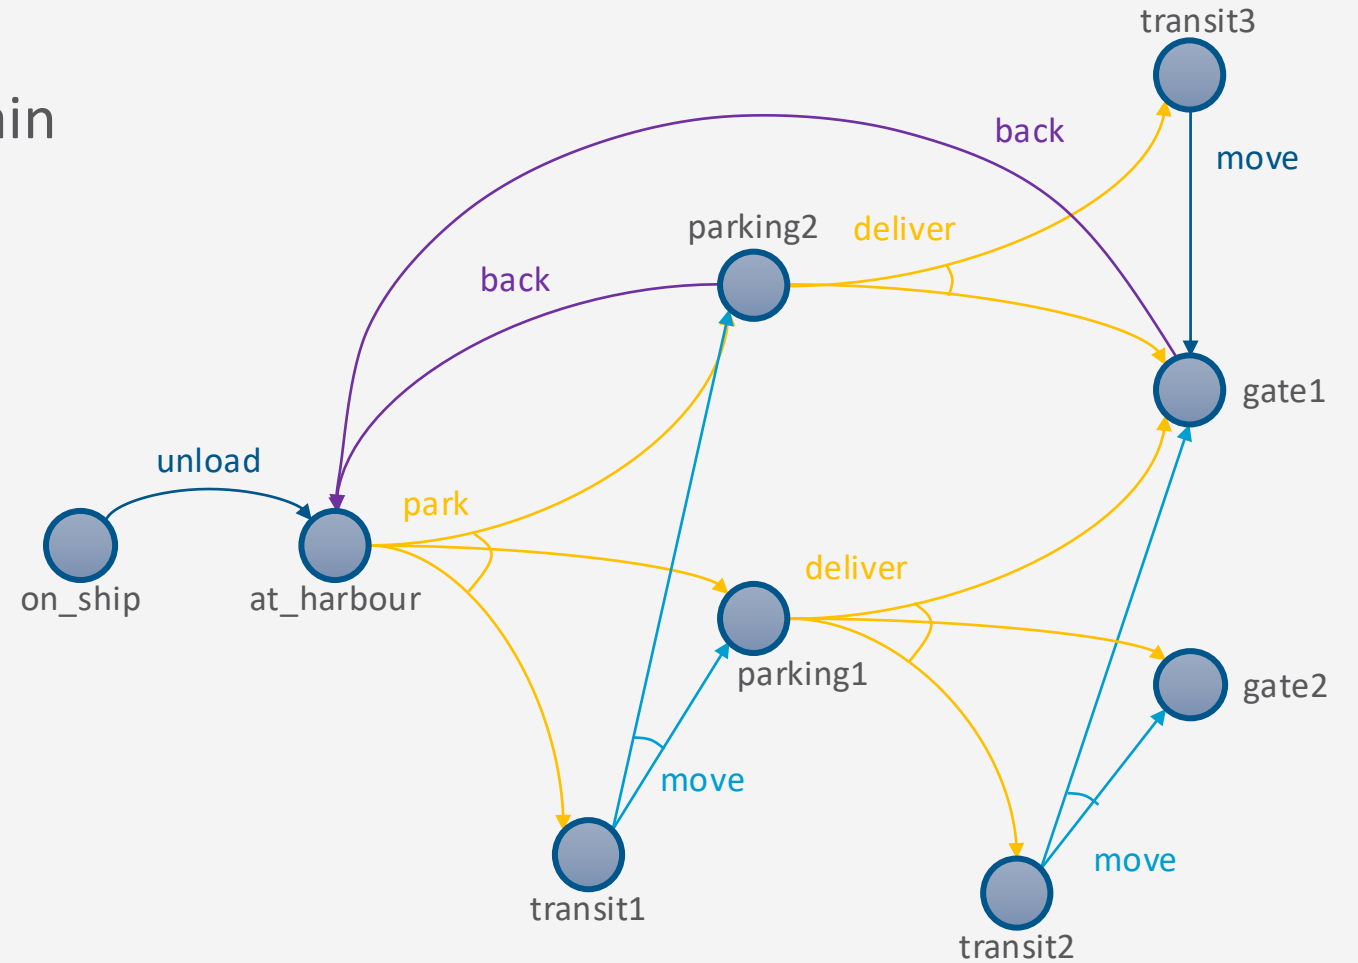 transit3
ain
back
move
parking2
deliver
back
gate1
unload
park
deliver
on_ship
at_harbour
parking1
gate2
move
move
transit1
transit2